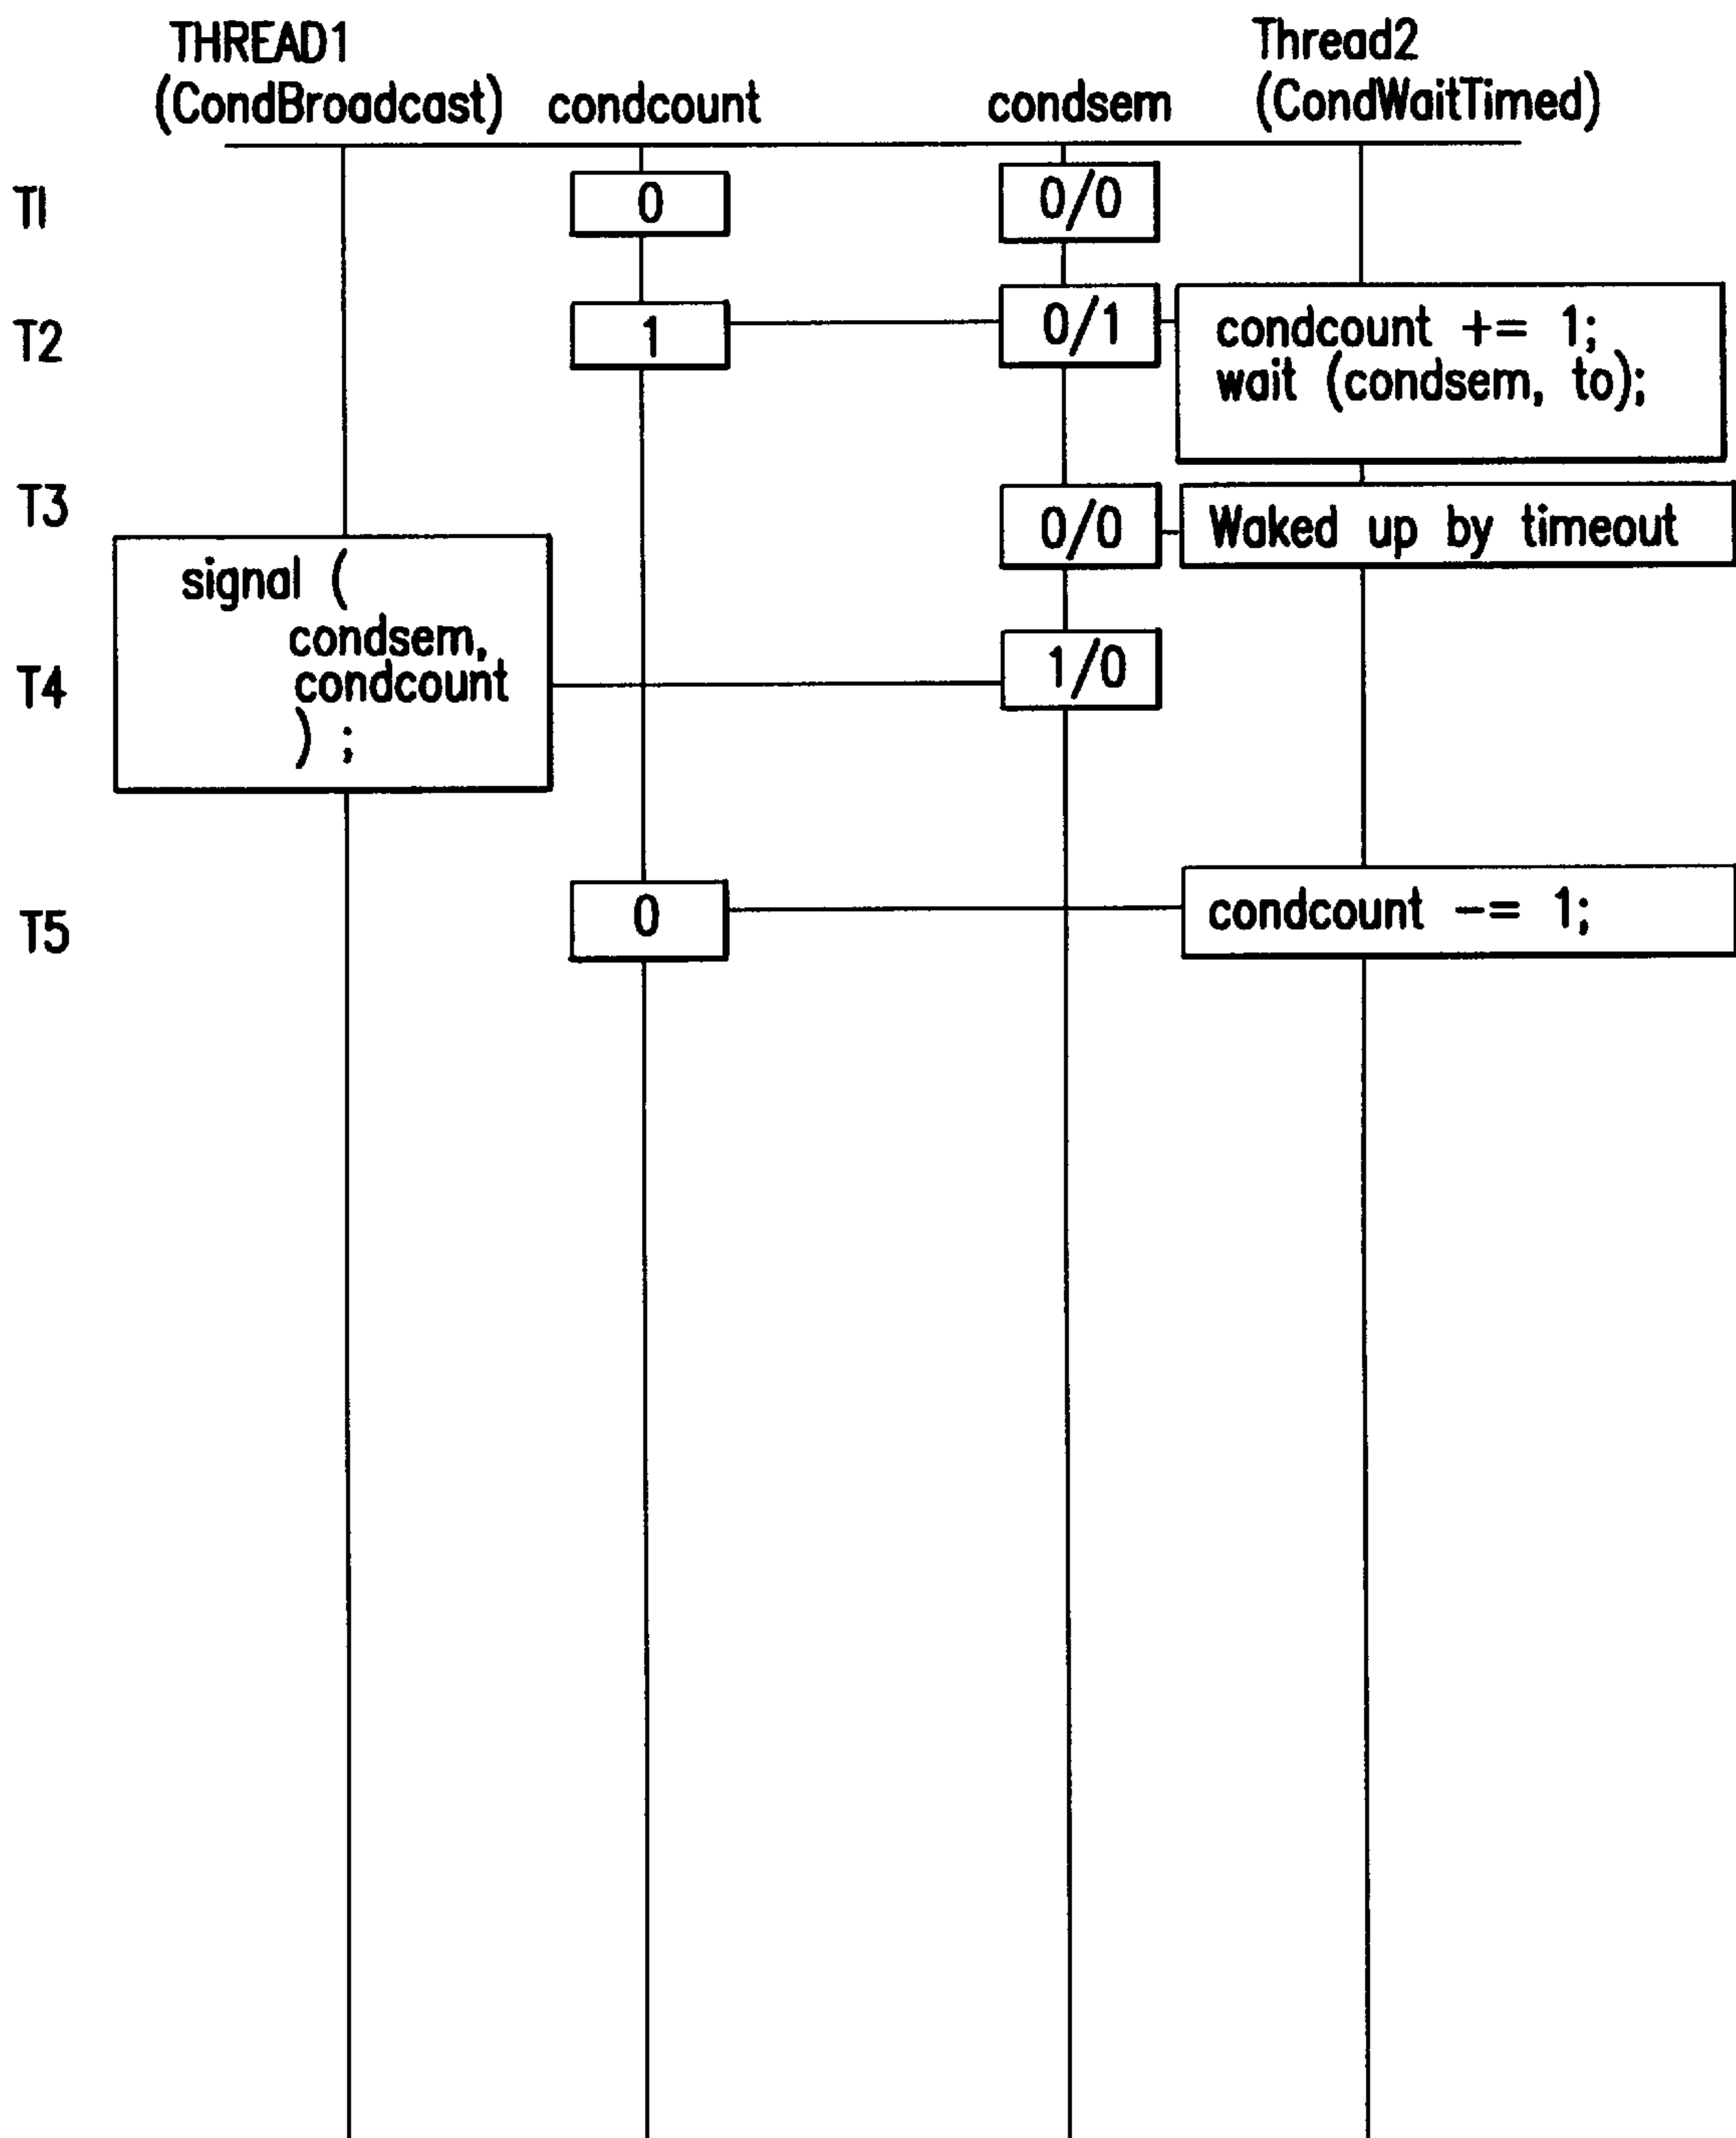 THREAD1
(CondBroadcast)
condcount
condsem
Thread2
(CondWaitTimed)
T1
0
0/0
T2
1
0/1
condcount += 1;
wait (condsem, to);
T3
0/0
Waked up by timeout
signal (
condsem,
condcount
) ;
T4
1/0
T5
0
condcount -= 1;